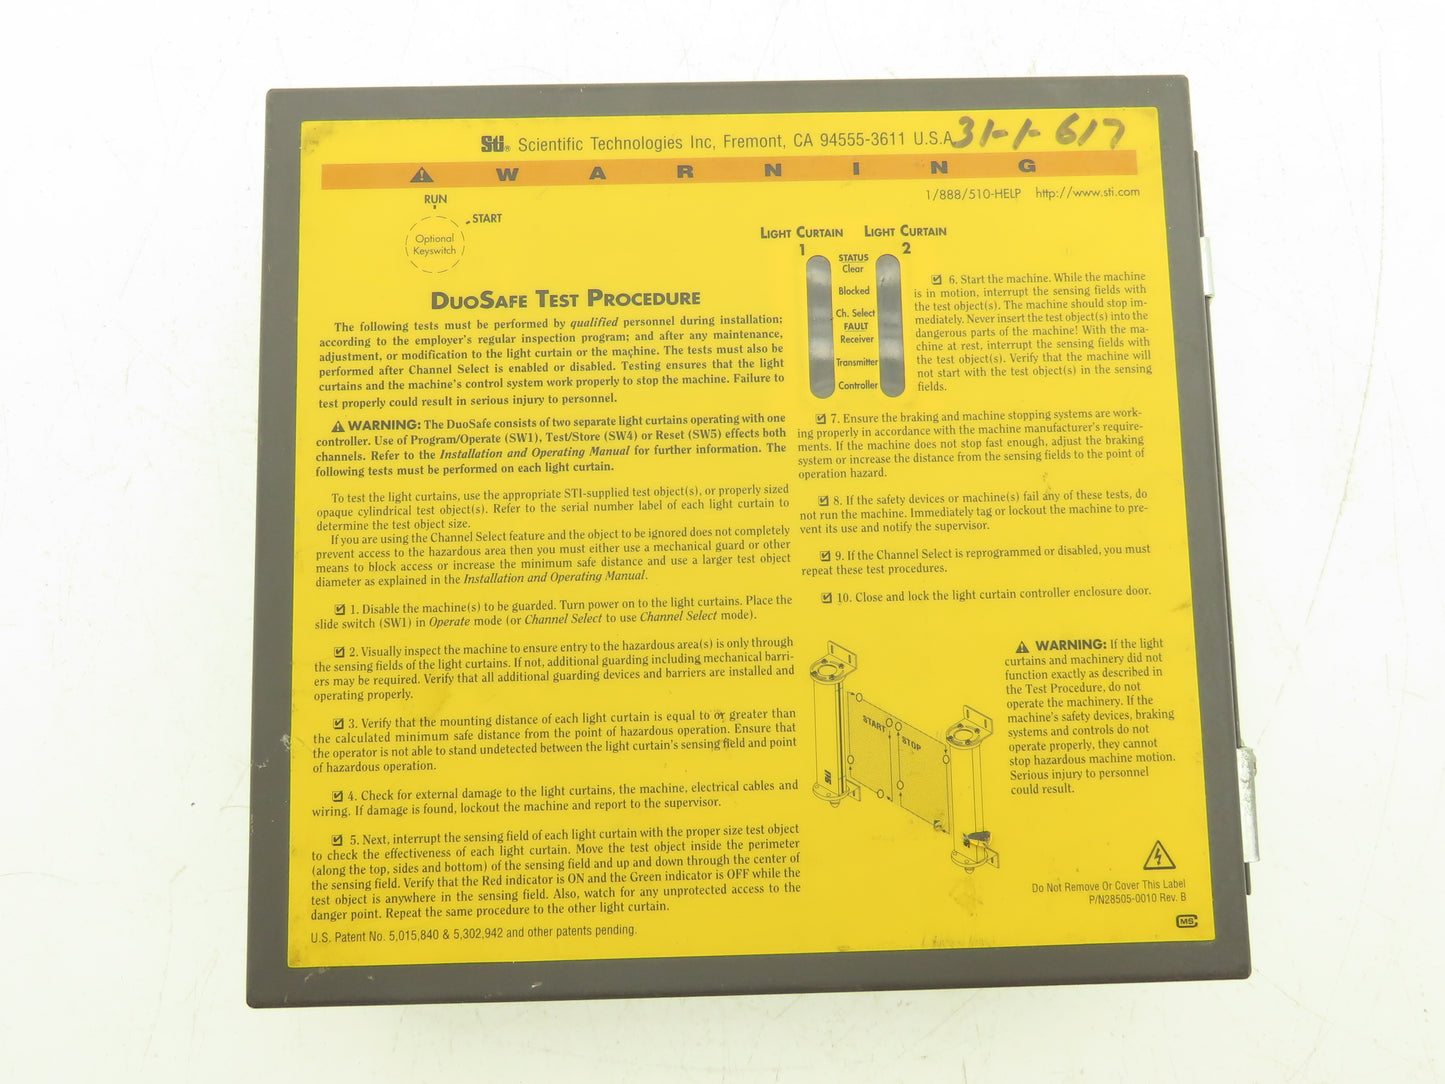 Sti® Scientific Technologies Inc, Fremont, CA 94555-3611 U.S.A
31-1-617
WARNING
1/888/510-HELP http://www.sti.com
RUN
START
Optional
Keyswitch
LIGHT CURTAIN
1
LIGHT CURTAIN
2
STATUS
Clear
Blocked
Ch. Select
FAULT
Receiver
Transmitter
Controller
DUOSAFE TEST PROCEDURE
The following tests must be performed by qualified personnel during installation;
according to the employer's regular inspection program; and after any maintenance,
adjustment, or modification to the light curtain or the machine. The tests must also be
performed after Channel Select is enabled or disabled. Testing ensures that the light
curtains and the machine's control system work properly to stop the machine. Failure to
test properly could result in serious injury to personnel.
WARNING: The DuoSafe consists of two separate light curtains operating with one
controller. Use of Program/Operate (SW1), Test/Store (SW4) or Reset (SW5) effects both
channels. Refer to the Installation and Operating Manual for further information. The
following tests must be performed on each light curtain.
To test the light curtains, use the appropriate STI-supplied test object(s), or properly sized
opaque cylindrical test object(s). Refer to the serial number label of each light curtain to
determine the test object size.
If you are using the Channel Select feature and the object to be ignored does not completely
prevent access to the hazardous area then you must either use a mechanical guard or other
means to block access or increase the minimum safe distance and use a larger test object
diameter as explained in the Installation and Operating Manual.
1. Disable the machine(s) to be guarded. Turn power on to the light curtains. Place the
slide switch (SW1) in Operate mode (or Channel Select to use Channel Select mode).
2. Visually inspect the machine to ensure entry to the hazardous area(s) is only through
the sensing fields of the light curtains. If not, additional guarding including mechanical barri-
ers may be required. Verify that all additional guarding devices and barriers are installed and
operating properly.
3. Verify that the mounting distance of each light curtain is equal to or greater than
the calculated minimum safe distance from the point of hazardous operation. Ensure that
the operator is not able to stand undetected between the light curtain's sensing field and point
of hazardous operation.
4. Check for external damage to the light curtains, the machine, electrical cables and
wiring. If damage is found, lockout the machine and report to the supervisor.
5. Next, interrupt the sensing field of each light curtain with the proper size test object
to check the effectiveness of each light curtain. Move the test object inside the perimeter
(along the top, sides and bottom) of the sensing field and up and down through the center of
the sensing field. Verify that the Red indicator is ON and the Green indicator is OFF while the
test object is anywhere in the sensing field. Also, watch for any unprotected access to the
danger point. Repeat the same procedure to the other light curtain.
U.S. Patent No. 5,015,840 & 5,302,942 and other patents pending.
6. Start the machine. While the machine
is in motion, interrupt the sensing fields with
the test object(s). The machine should stop im-
mediately. Never insert the test object(s) into the
dangerous parts of the machine! With the ma-
chine at rest, interrupt the sensing fields with
the test object(s). Verify that the machine will
not start with the test object(s) in the sensing
fields.
7. Ensure the braking and machine stopping systems are work-
ing properly in accordance with the machine manufacturer's require-
ments. If the machine does not stop fast enough, adjust the braking
system or increase the distance from the sensing fields to the point of
operation hazard.
8. If the safety devices or machine(s) fail any of these tests, do
not run the machine. Immediately tag or lockout the machine to pre-
vent its use and notify the supervisor.
9. If the Channel Select is reprogrammed or disabled, you must
repeat these test procedures.
10. Close and lock the light curtain controller enclosure door.
START
STOP
Sti
Sti
WARNING: If the light
curtains and machinery did not
function exactly as described in
the Test Procedure, do not
operate the machinery. If the
machine's safety devices, braking
systems and controls do not
operate properly, they cannot
stop hazardous machine motion.
Serious injury to personnel
could result.
Do Not Remove Or Cover This Label
P/N28505-0010 Rev. B
MS